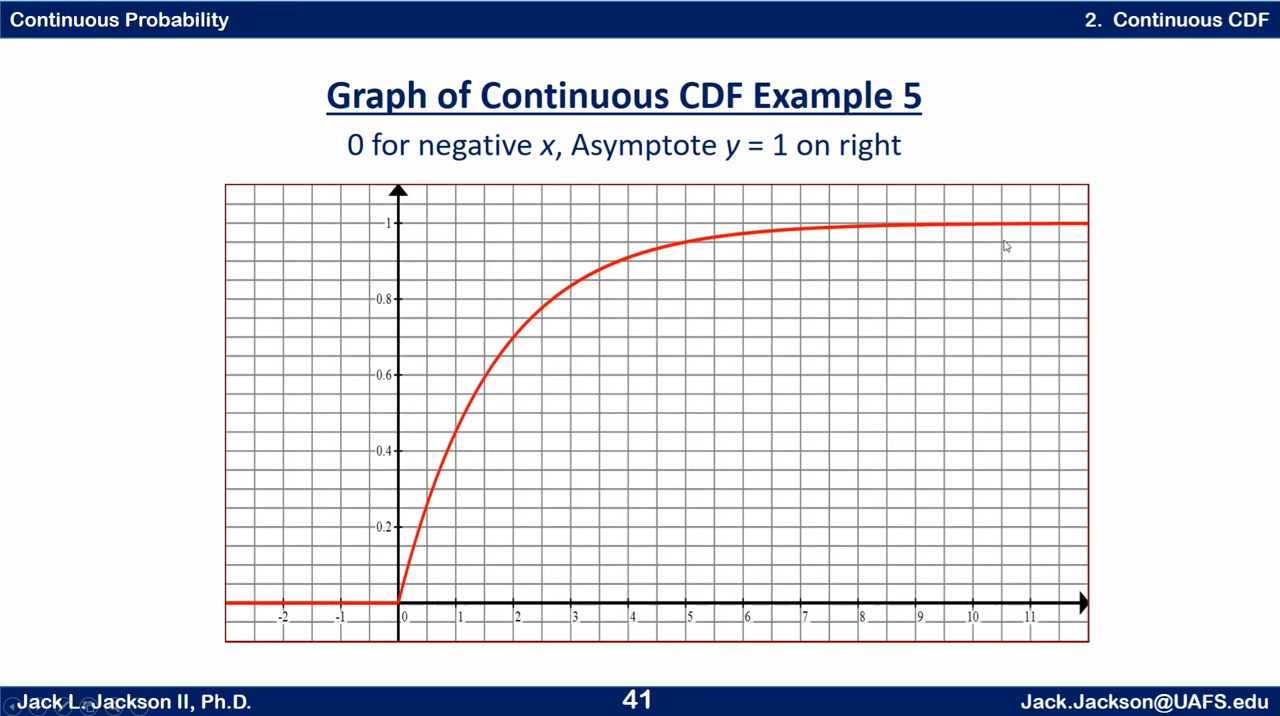 Continuous Probability
2. Continuous CDF
Graph of Continuous CDF Example 5
0 for negative x, Asymptote y = 1 on right
1
0.8
0.6
0.4
0.2
-2 -1 0 1 2 3 4 5 6 7 8 9 10 11
Jack L. Jackson II, Ph.D.
41
Jack.Jackson@UAFS.edu